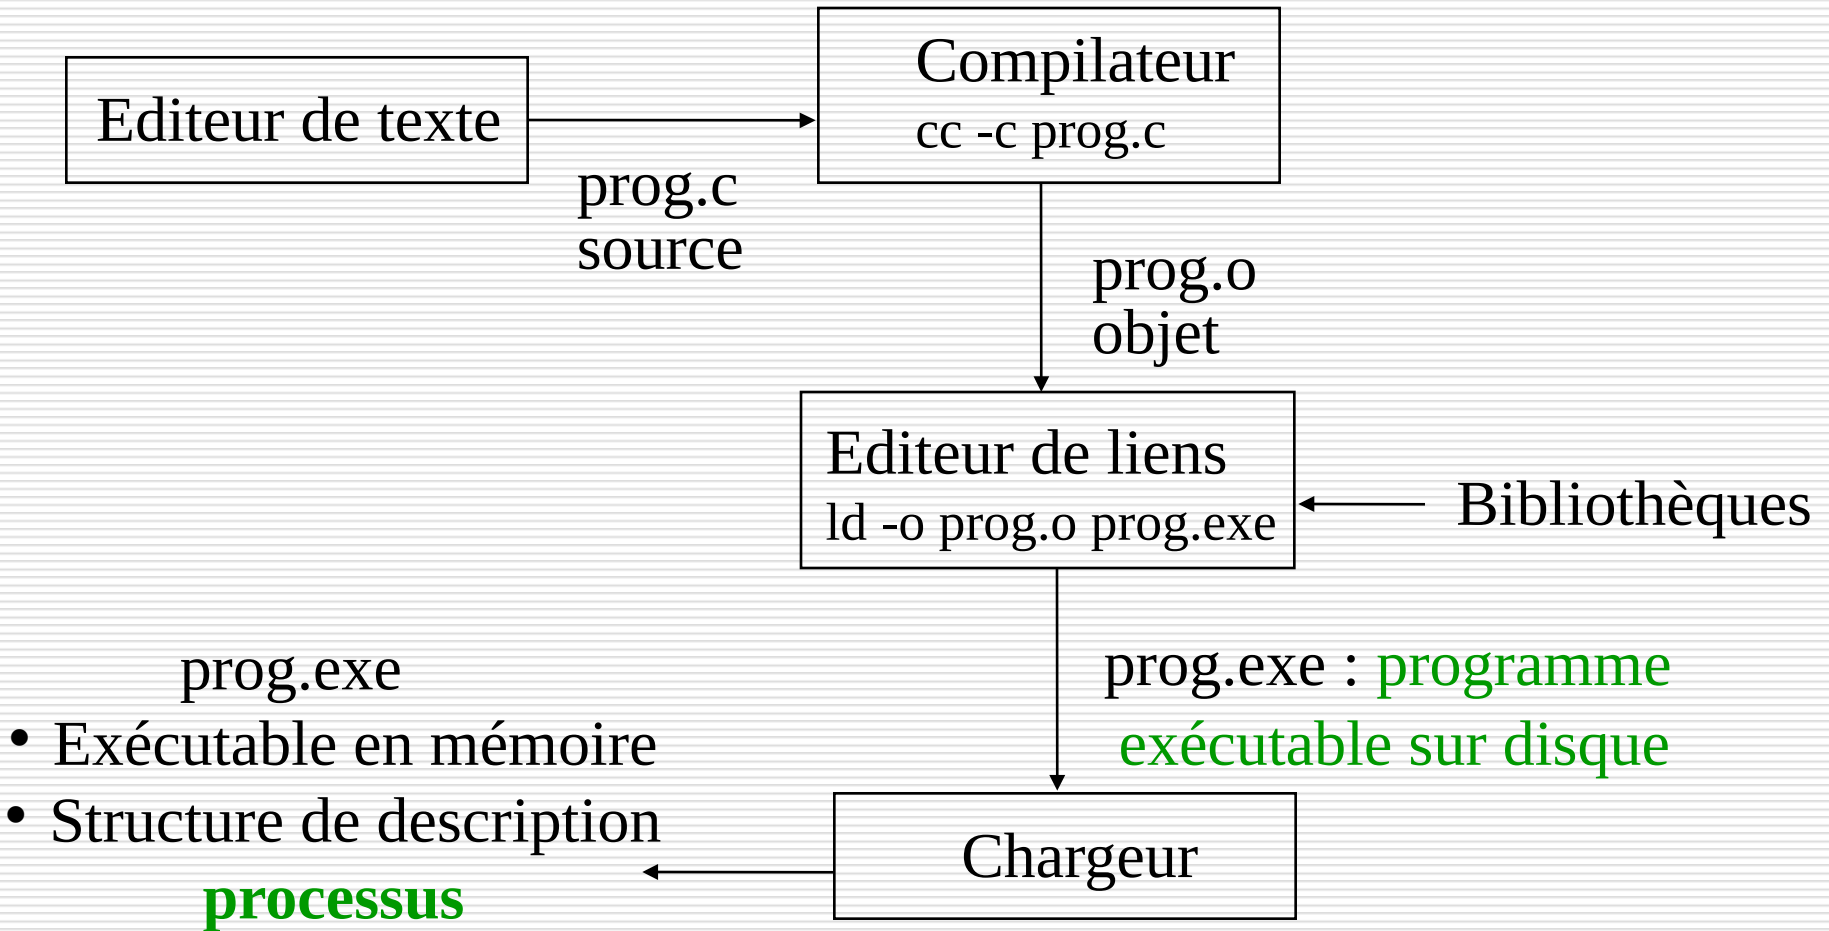 Editeur de texte
Compilateur
cc -c prog.c
prog.c
source
prog.o
objet
Editeur de liens
ld -o prog.o prog.exe
Bibliothèques
prog.exe : programme
exécutable sur disque
Chargeur
prog.exe
• Exécutable en mémoire
• Structure de description
processus